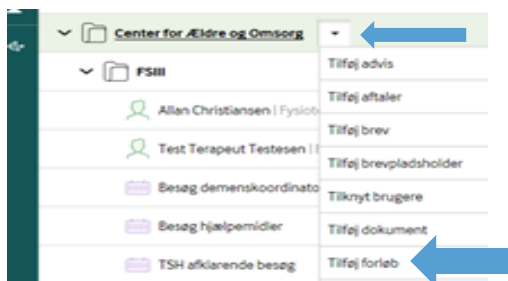 Center for Ældre og Omsorg
Tilføj advis
FSIII
Tilføj aftaler
Allan Christiansen | Fysiot
Tilføj brev
Test Terapeut Testesen |
Tilføj brevpladsholder
Besøg demenskoordinato
Tilknyt brugere
Besøg hjælpemidler
Tilføj dokument
TSH afklarende besøg
Tilføj forløb